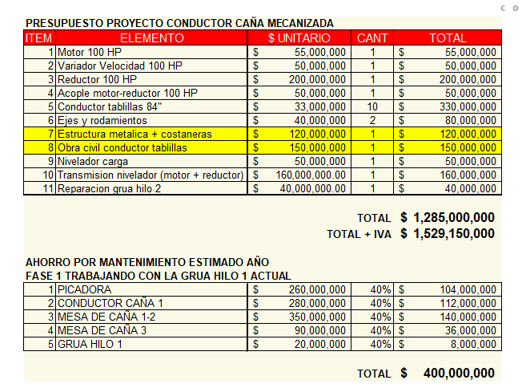 C O
PRESUPUESTO PROYECTO CONDUCTOR CAÑA MECANIZADA
ITEM ELEMENTO $ UNITARIO CANT TOTAL
1 Motor 100 HP $ 55,000,000 1 $ 55,000,000
2 Variador Velocidad 100 HP $ 50,000,000 1 $ 50,000,000
3 Reductor 100 HP $ 200,000,000 1 $ 200,000,000
4 Acople motor-reductor 100 HP $ 50,000,000 1 $ 50,000,000
5 Conductor tablillas 84" $ 33,000,000 10 $ 330,000,000
6 Ejes y rodamientos $ 40,000,000 2 $ 80,000,000
7 Estructura metalica + costaneras $ 120,000,000 1 $ 120,000,000
8 Obra civil conductor tablillas $ 150,000,000 1 $ 150,000,000
9 Nivelador carga $ 50,000,000 1 $ 50,000,000
10 Transmision nivelador (motor + reductor) $ 160,000,000.00 1 $ 160,000,000
11 Reparacion grua hilo 2 $ 40,000,000.00 1 $ 40,000,000
TOTAL $ 1,285,000,000
TOTAL + IVA $ 1,529,150,000
AHORRO POR MANTENIMIENTO ESTIMADO AÑO
FASE 1 TRABAJANDO CON LA GRUA HILO 1 ACTUAL
1 PICADORA $ 260,000,000 40% $ 104,000,000
2 CONDUCTOR CAÑA 1 $ 280,000,000 40% $ 112,000,000
3 MESA DE CAÑA 1-2 $ 350,000,000 40% $ 140,000,000
4 MESA DE CAÑA 3 $ 90,000,000 40% $ 36,000,000
5 GRUA HILO 1 $ 20,000,000 40% $ 8,000,000
TOTAL $ 400,000,000